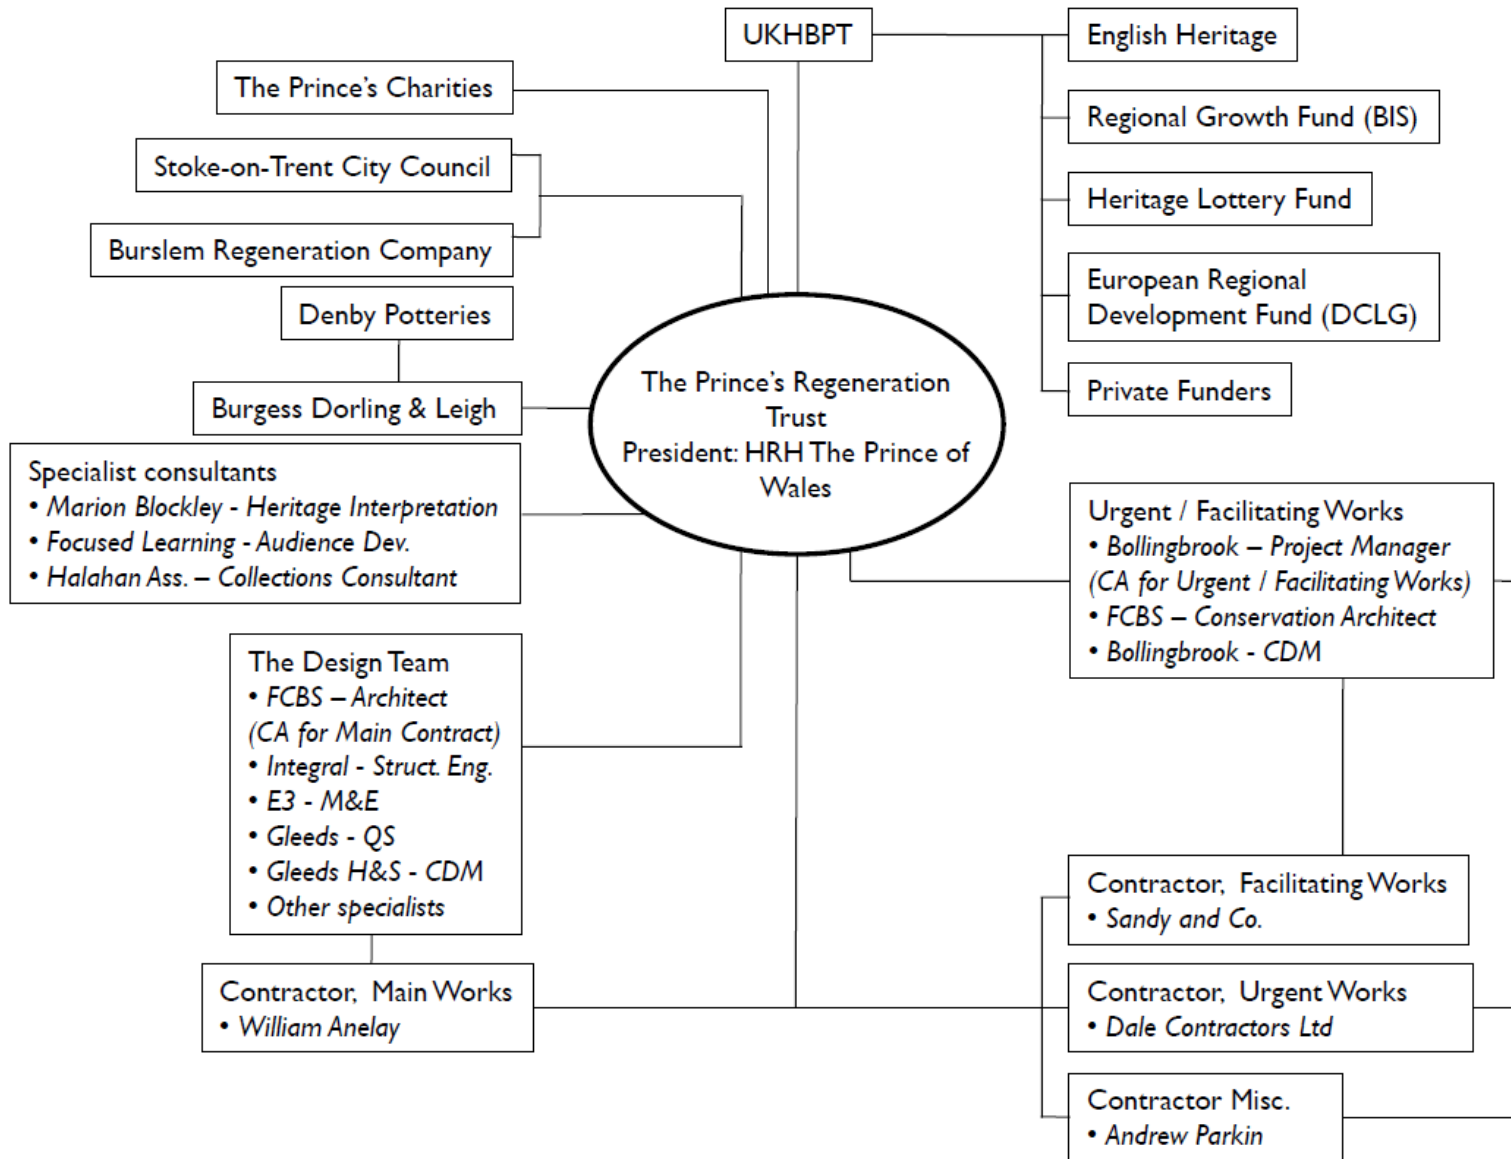 UKHBPT
English Heritage
The Prince's Charities
Regional Growth Fund (BIS)
Stoke-on-Trent City Council
Heritage Lottery Fund
Burslem Regeneration Company
European Regional
Development Fund (DCLG)
Denby Potteries
Private Funders
Burgess Dorling & Leigh
The Prince's Regeneration
Trust
President: HRH The Prince of
Wales
Specialist consultants
• Marion Blockley - Heritage Interpretation
• Focused Learning - Audience Dev.
• Halahan Ass. – Collections Consultant
Urgent / Facilitating Works
• Bollingbrook – Project Manager
(CA for Urgent / Facilitating Works)
• FCBS – Conservation Architect
• Bollingbrook - CDM
The Design Team
• FCBS – Architect
(CA for Main Contract)
• Integral - Struct. Eng.
• E3 - M&E
• Gleeds - QS
• Gleeds H&S - CDM
• Other specialists
Contractor, Facilitating Works
• Sandy and Co.
Contractor, Main Works
• William Anelay
Contractor, Urgent Works
• Dale Contractors Ltd
Contractor Misc.
• Andrew Parkin